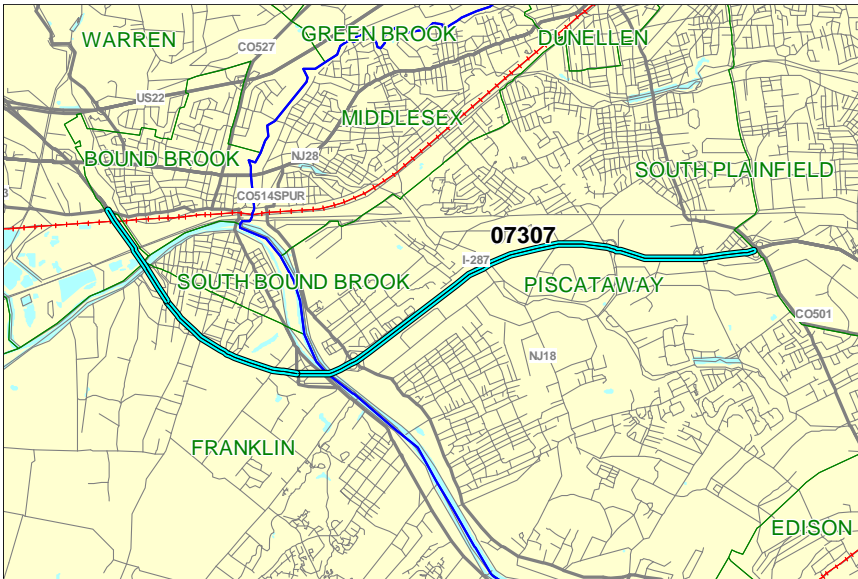 WARREN
GREEN BROOK
DUNELLEN
CO527
US22
MIDDLESEX
BOUND BROOK
NJ28
SOUTH PLAINFIELD
3
CO514SPUR
07307
I-287
SOUTH BOUND BROOK
PISCATAWAY
CO501
NJ18
FRANKLIN
EDISON